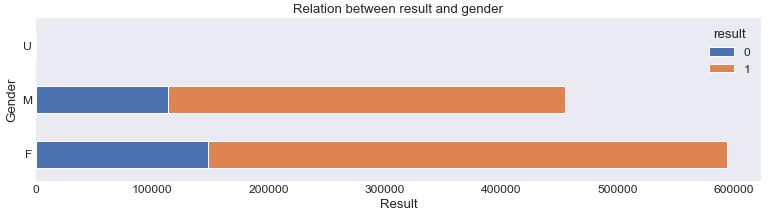 Relation between result and gender
result
0
1
Gender
U
M
F
0 100000 200000 300000 400000 500000 600000
Result